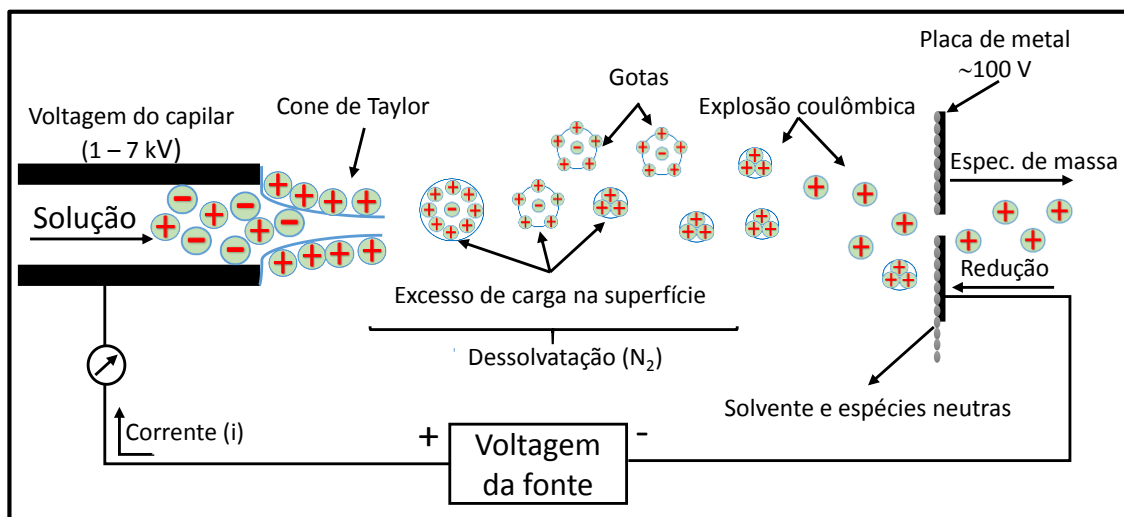 Placa de metal
~100 V
Gotas
Voltagem do capilar
(1 – 7 kV)
Cone de Taylor
Explosão coulômbica
Espec. de massa
Solução
Redução
Excesso de carga na superfície
Dessolvatação (N₂)
Solvente e espécies neutras
Corrente (i)
+
Voltagem
da fonte
-